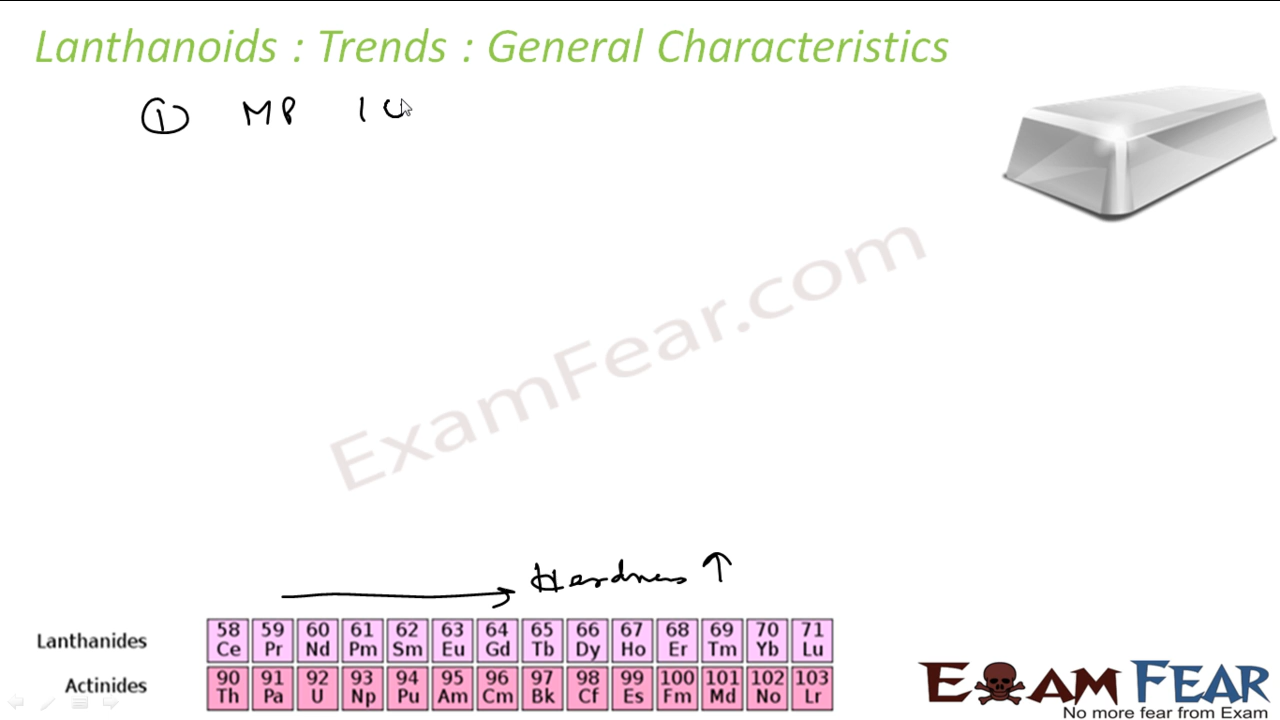 Lanthanoids : Trends : General Characteristics
① MP 10
ExamFear.com
Hardness ↑
Lanthanides 58 59 60 61 62 63 64 65 66 67 68 69 70 71
Ce Pr Nd Pm Sm Eu Gd Tb Dy Ho Er Tm Yb Lu
Actinides 90 91 92 93 94 95 96 97 98 99 100 101 102 103
Th Pa U Np Pu Am Cm Bk Cf Es Fm Md No Lr
EXAM FEAR
No more fear from Exam